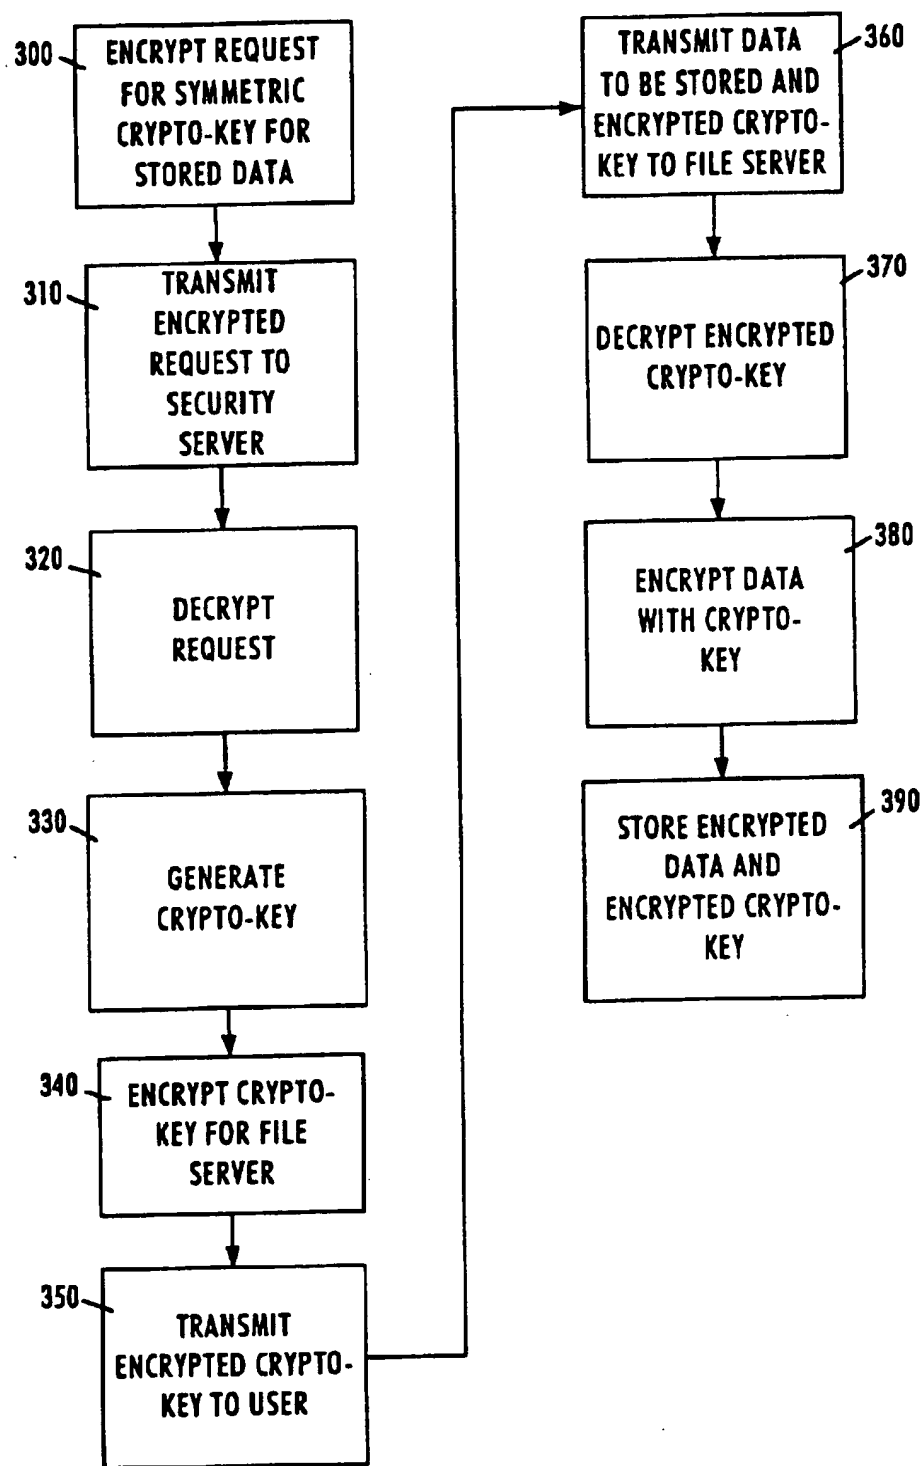 300
ENCRYPT REQUEST
FOR SYMMETRIC
CRYPTO-KEY FOR
STORED DATA
310
TRANSMIT
ENCRYPTED
REQUEST TO
SECURITY
SERVER
320
DECRYPT
REQUEST
330
GENERATE
CRYPTO-KEY
340
ENCRYPT CRYPTO-
KEY FOR FILE
SERVER
350
TRANSMIT
ENCRYPTED CRYPTO-
KEY TO USER
360
TRANSMIT DATA
TO BE STORED AND
ENCRYPTED CRYPTO-
KEY TO FILE SERVER
370
DECRYPT ENCRYPTED
CRYPTO-KEY
380
ENCRYPT DATA
WITH CRYPTO-
KEY
390
STORE ENCRYPTED
DATA AND
ENCRYPTED CRYPTO-
KEY